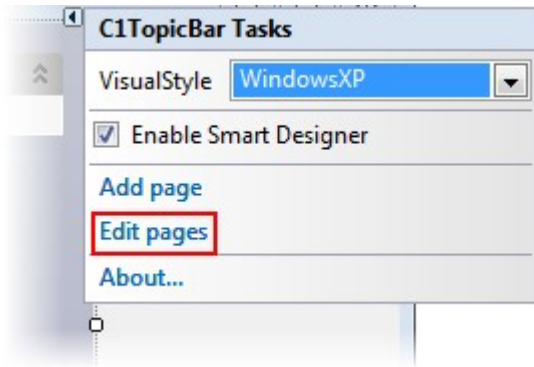 C1TopicBar Tasks
VisualStyle WindowsXP
Enable Smart Designer
Add page
Edit pages
About...